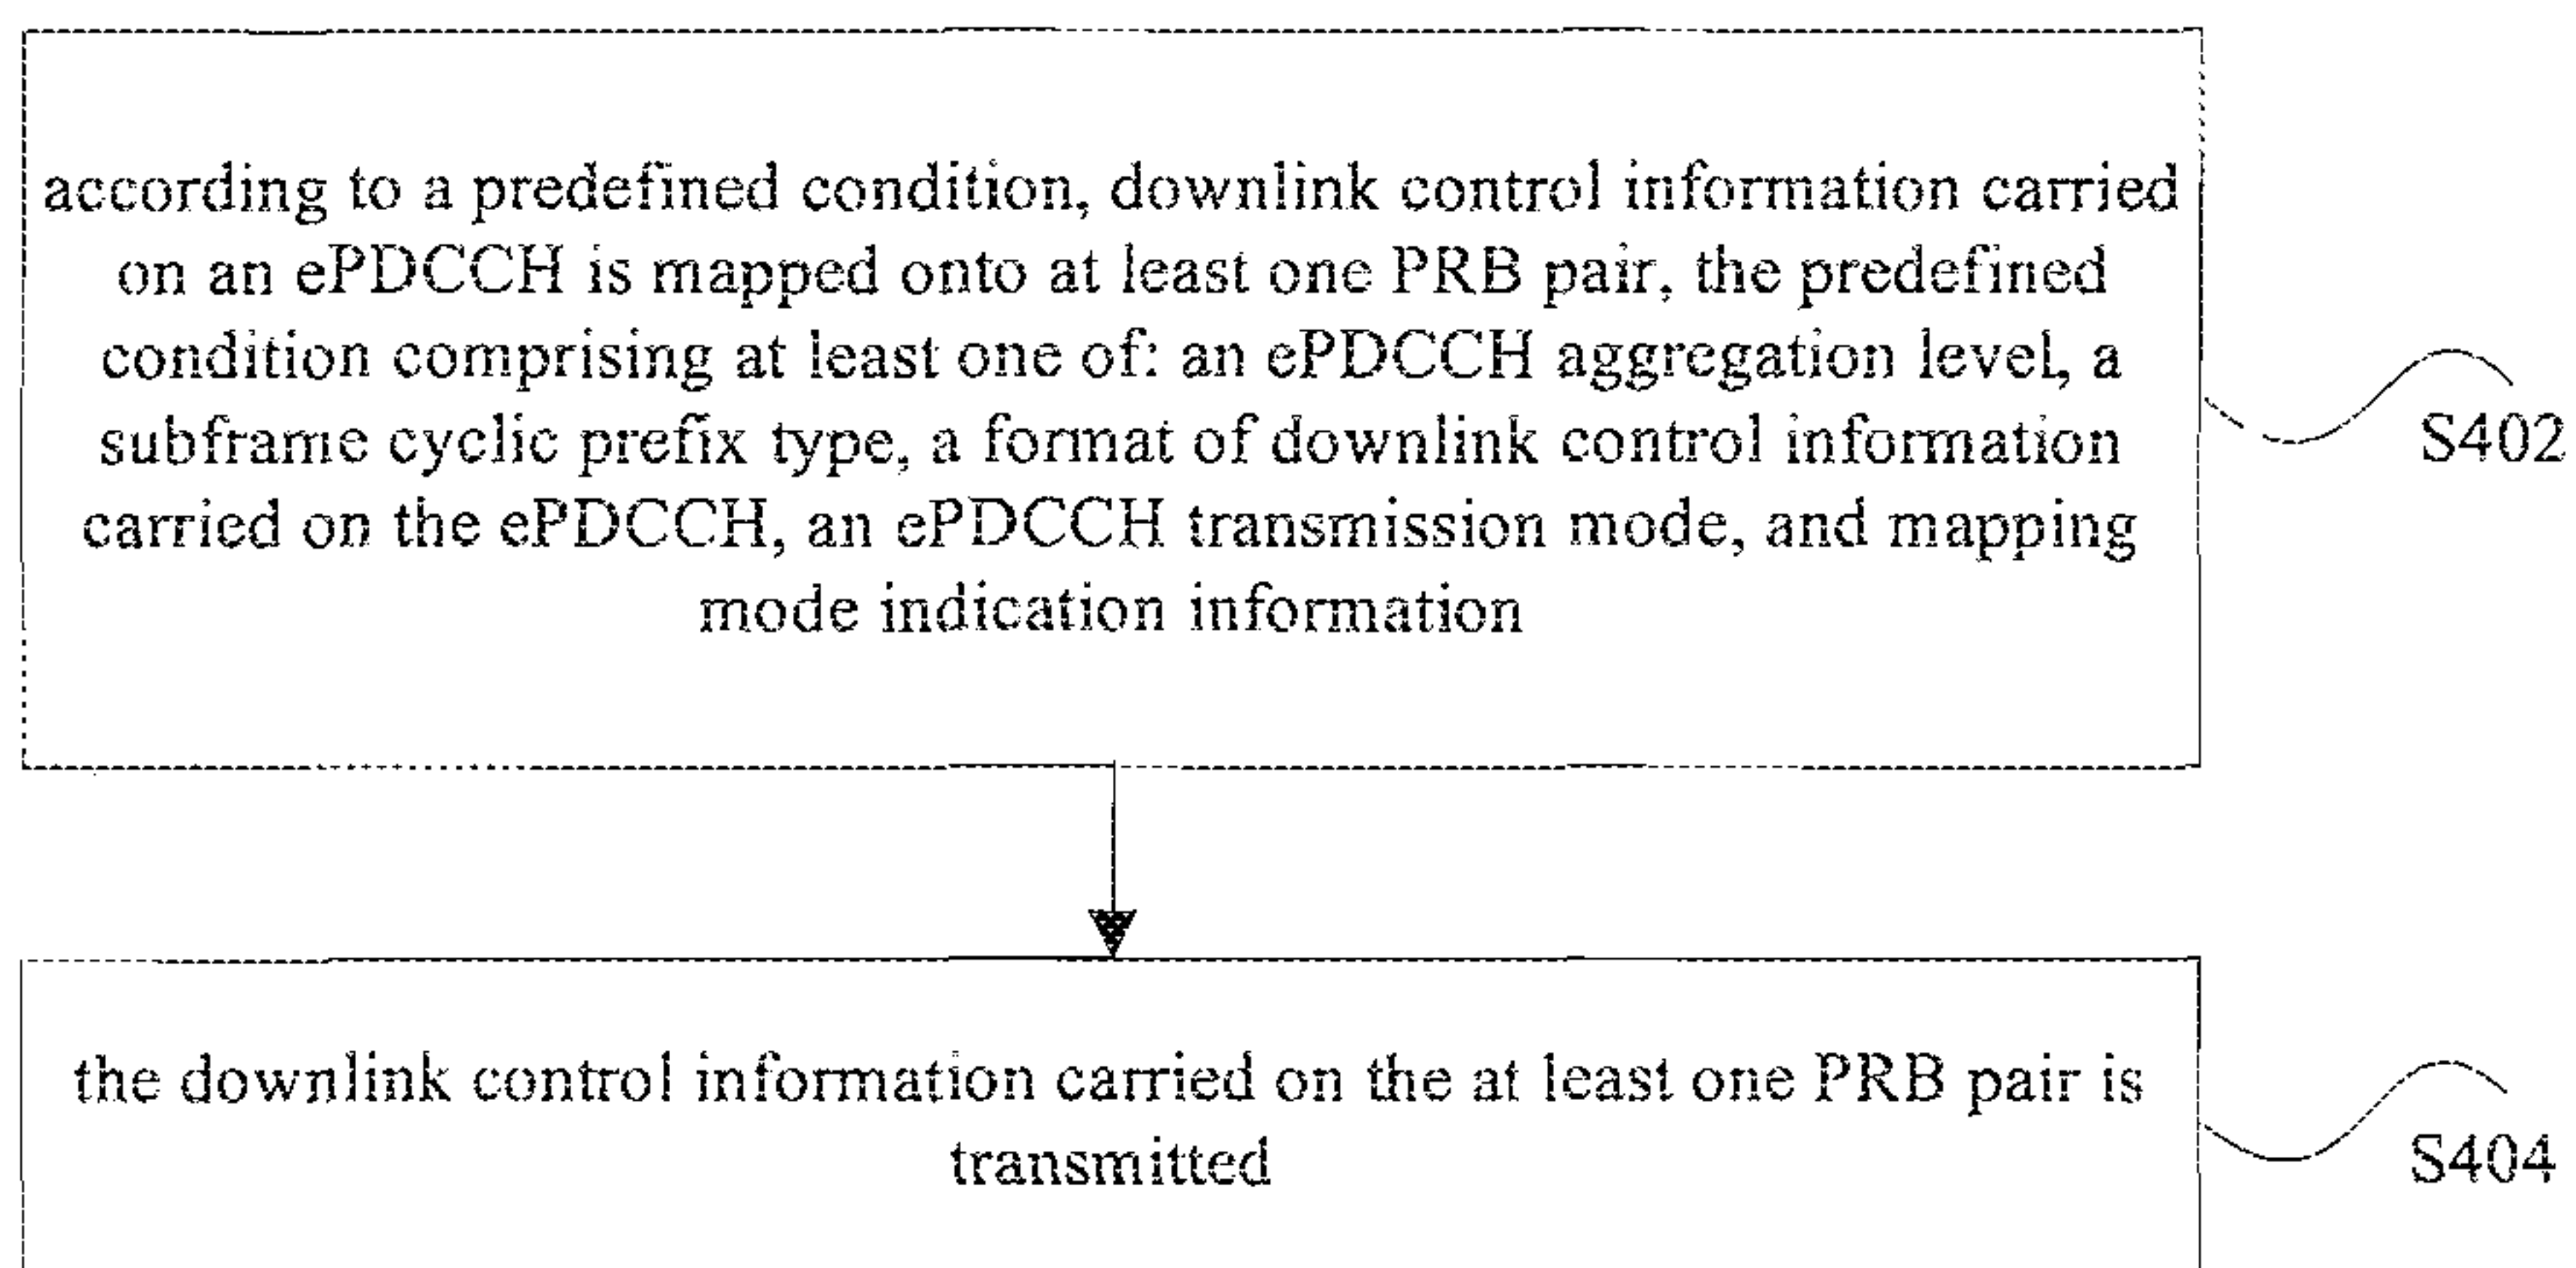 according to a predefined condition, downlink control information carried
on an ePDCCH is mapped onto at least one PRB pair, the predefined
condition comprising at least one of: an ePDCCH aggregation level, a
subframe cyclic prefix type, a format of downlink control information
carried on the ePDCCH, an ePDCCH transmission mode, and mapping
mode indication information
S402
the downlink control information carried on the at least one PRB pair is
transmitted
S404